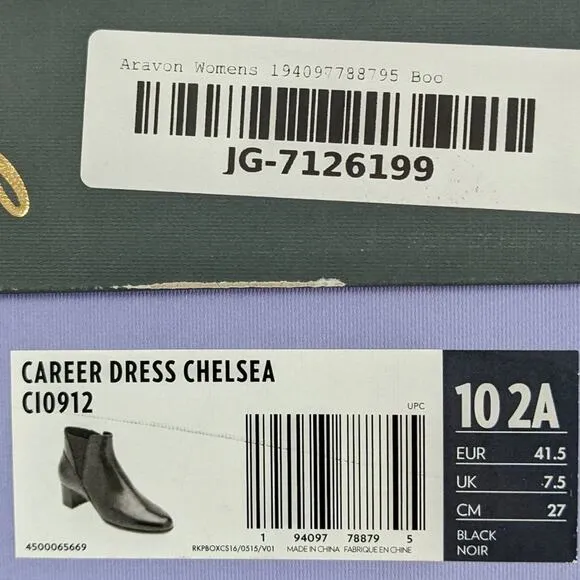 Aravon Womens 194097788795 Boo
JG-7126199
CAREER DRESS CHELSEA
CI0912
UPC
10 2A
EUR 41.5
UK 7.5
CM 27
BLACK
NOIR
1 94097 78879 5
4500065669
RKPBOXCS16/0515/V01 MADE IN CHINA FABRIQUE EN CHINE